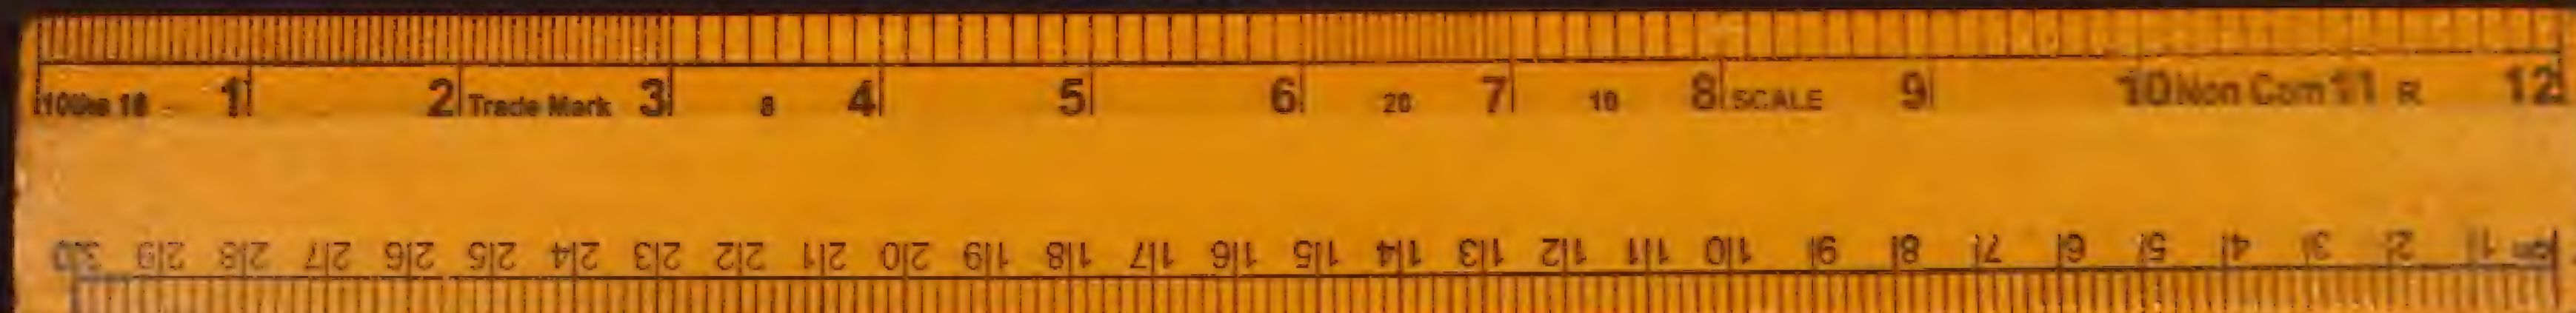 10ths 16 1 2 Trade Mark 3 8 4 5 6 20 7 10 8 SCALE 9 10 Non Com 11 R 12
cm 1 2 3 4 5 6 7 8 9 10 11 12 13 14 15 16 17 18 19 20 21 22 23 24 25 26 27 28 29 30